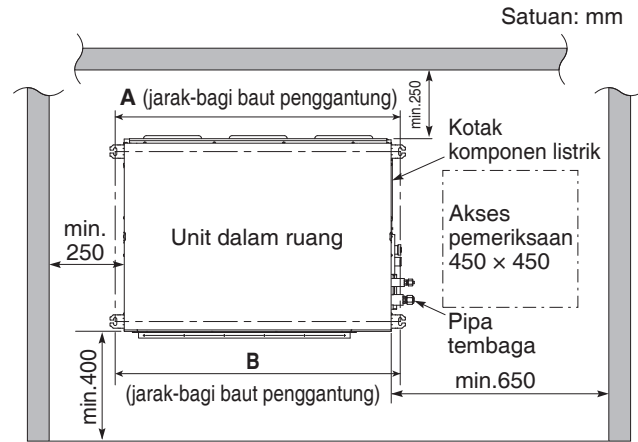 Satuan: mm
A (jarak-bagi baut penggantung)
min.250
Kotak
komponen listrik
min.
250
Unit dalam ruang
Akses
pemeriksaan
450 × 450
Pipa
tembaga
B
(jarak-bagi baut penggantung)
min.650
min.400